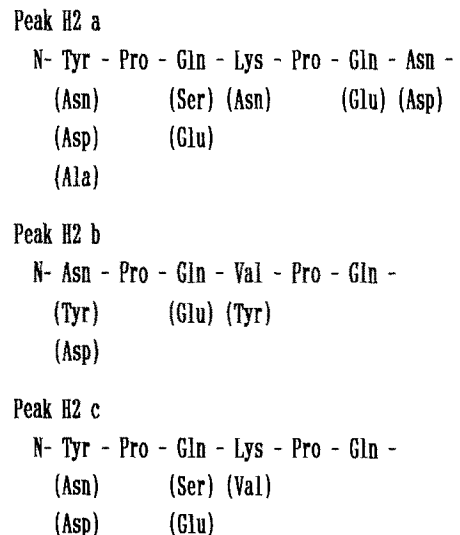 Peak H2 a
N- Tyr - Pro - Gln - Lys - Pro - Gln - Asn -
(Asn) (Ser) (Asn) (Glu) (Asp)
(Asp) (Glu)
(Ala)
Peak H2 b
N- Asn - Pro - Gln - Val - Pro - Gln -
(Tyr) (Glu) (Tyr)
(Asp)
Peak H2 c
N- Tyr - Pro - Gln - Lys - Pro - Gln -
(Asn) (Ser) (Val)
(Asp) (Glu)